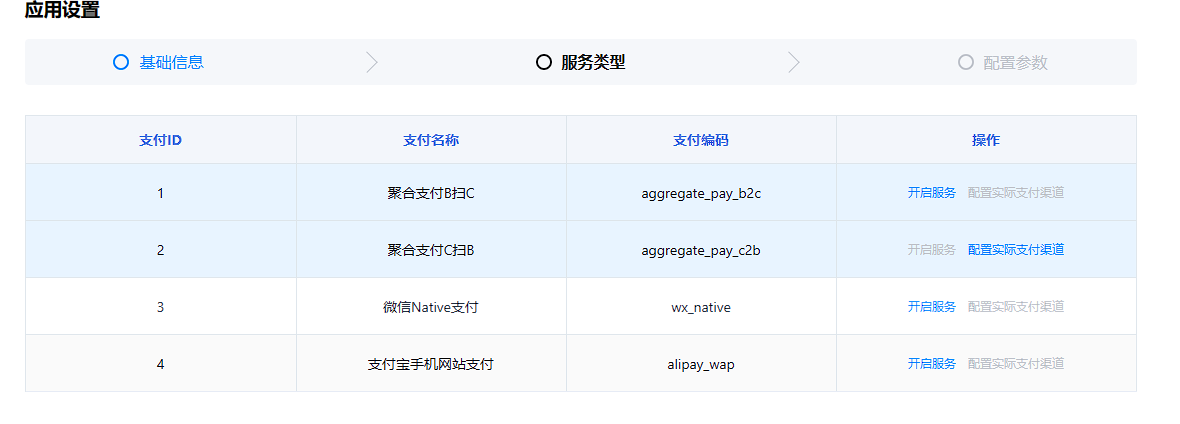 应用设置
基础信息 服务类型 配置参数
支付ID 支付名称 支付编码 操作
1 聚合支付B扫C aggregate_pay_b2c 开启服务 配置实际支付渠道
2 聚合支付C扫B aggregate_pay_c2b 开启服务 配置实际支付渠道
3 微信Native支付 wx_native 开启服务 配置实际支付渠道
4 支付宝手机网站支付 alipay_wap 开启服务 配置实际支付渠道